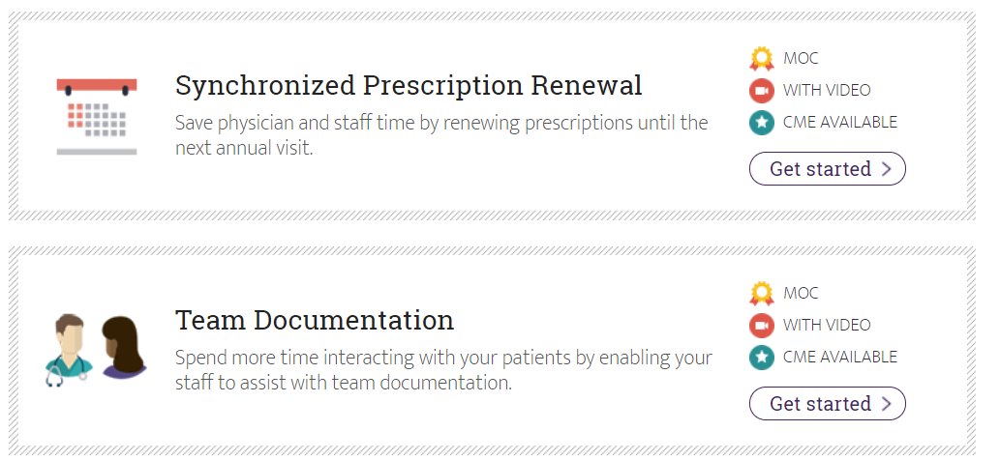 Synchronized Prescription Renewal
Save physician and staff time by renewing prescriptions until the
next annual visit.
MOC
WITH VIDEO
CME AVAILABLE
Get started
Team Documentation
Spend more time interacting with your patients by enabling your
staff to assist with team documentation.
MOC
WITH VIDEO
CME AVAILABLE
Get started